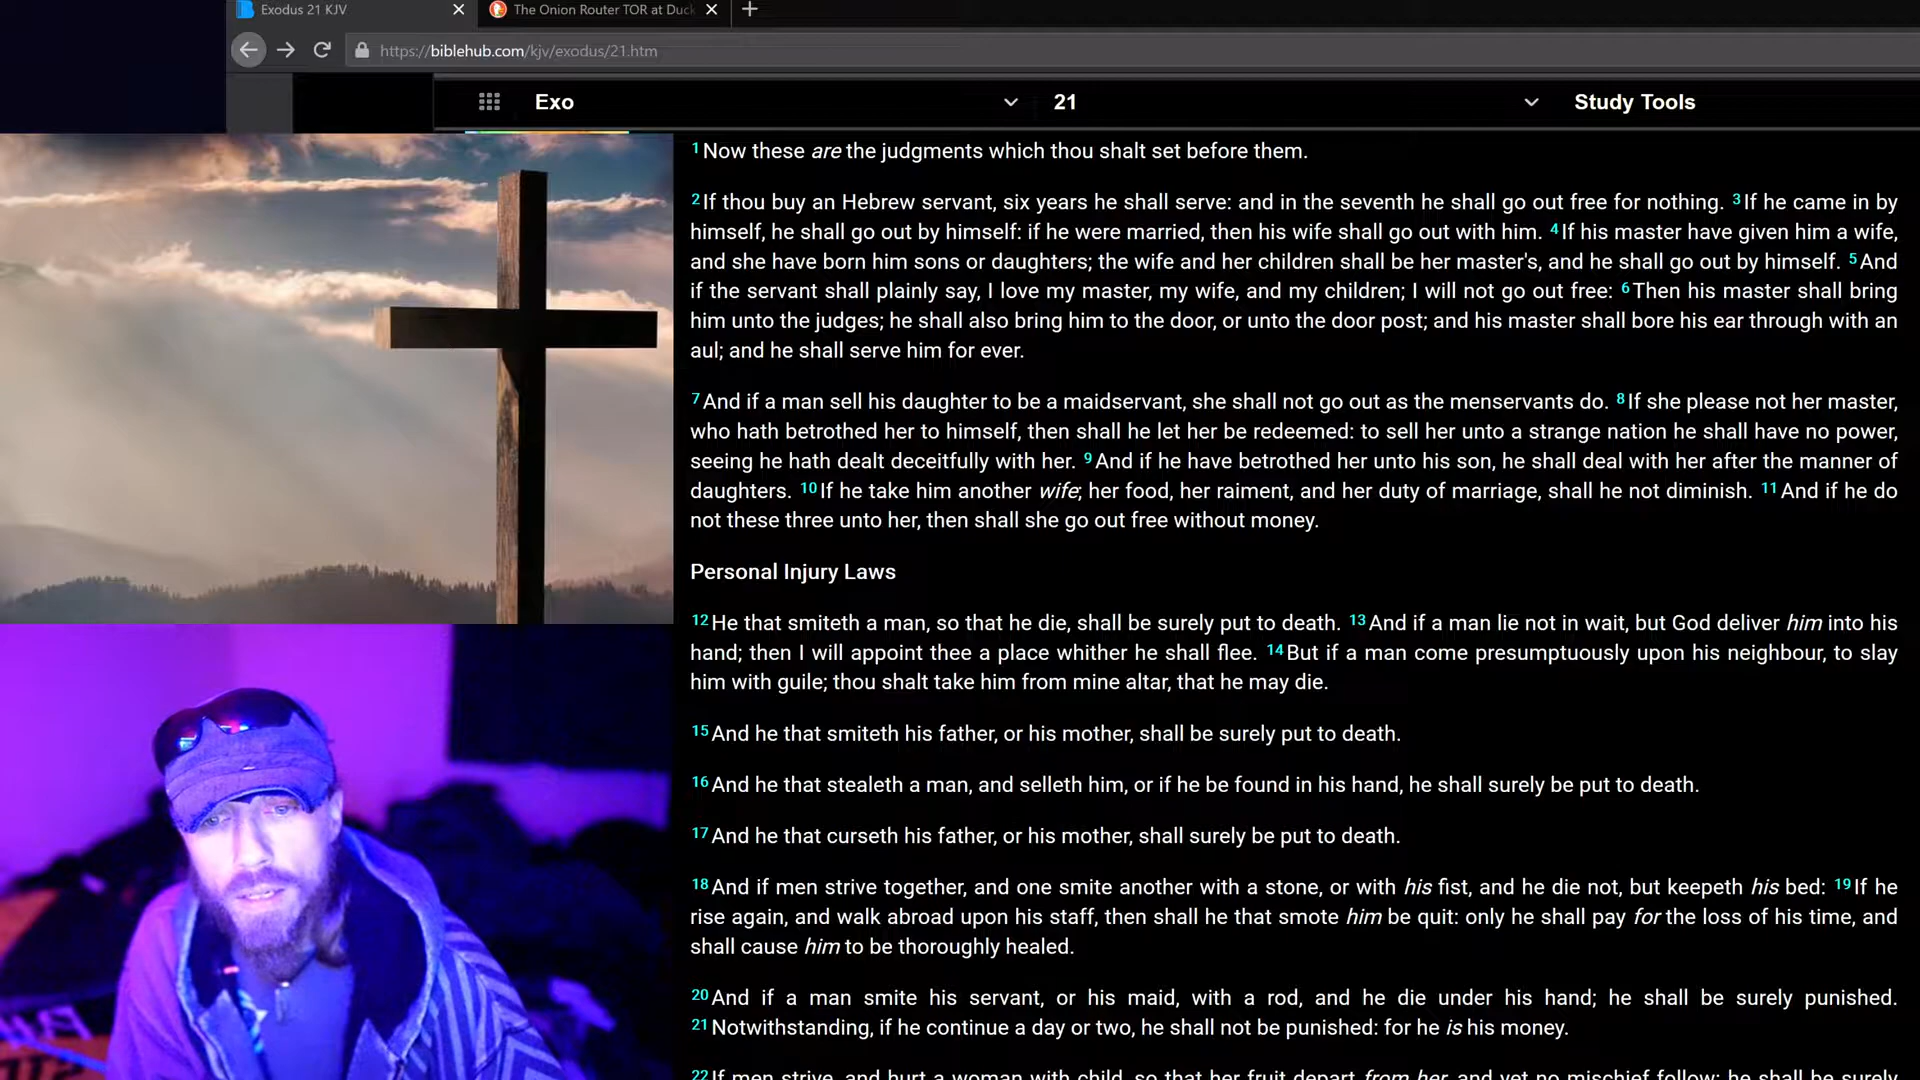 Exodus 21 KJV
The Onion Router TOR at Duck
https://biblehub.com/kjv/exodus/21.htm
Exo 21 Study Tools
1 Now these are the judgments which thou shalt set before them.
2 If thou buy an Hebrew servant, six years he shall serve: and in the seventh he shall go out free for nothing. 3 If he came in by
himself, he shall go out by himself: if he were married, then his wife shall go out with him. 4 If his master have given him a wife,
and she have born him sons or daughters; the wife and her children shall be her master's, and he shall go out by himself. 5 And
if the servant shall plainly say, I love my master, my wife, and my children; I will not go out free: 6 Then his master shall bring
him unto the judges; he shall also bring him to the door, or unto the door post; and his master shall bore his ear through with an
aul; and he shall serve him for ever.
7 And if a man sell his daughter to be a maidservant, she shall not go out as the menservants do. 8 If she please not her master,
who hath betrothed her to himself, then shall he let her be redeemed: to sell her unto a strange nation he shall have no power,
seeing he hath dealt deceitfully with her. 9 And if he have betrothed her unto his son, he shall deal with her after the manner of
daughters. 10 If he take him another wife; her food, her raiment, and her duty of marriage, shall he not diminish. 11 And if he do
not these three unto her, then shall she go out free without money.
Personal Injury Laws
12 He that smiteth a man, so that he die, shall be surely put to death. 13 And if a man lie not in wait, but God deliver him into his
hand; then I will appoint thee a place whither he shall flee. 14 But if a man come presumptuously upon his neighbour, to slay
him with guile; thou shalt take him from mine altar, that he may die.
15 And he that smiteth his father, or his mother, shall be surely put to death.
16 And he that stealeth a man, and selleth him, or if he be found in his hand, he shall surely be put to death.
17 And he that curseth his father, or his mother, shall surely be put to death.
18 And if men strive together, and one smite another with a stone, or with his fist, and he die not, but keepeth his bed: 19 If he
rise again, and walk abroad upon his staff, then shall he that smote him be quit: only he shall pay for the loss of his time, and
shall cause him to be thoroughly healed.
20 And if a man smite his servant, or his maid, with a rod, and he die under his hand; he shall be surely punished.
21 Notwithstanding, if he continue a day or two, he shall not be punished: for he is his money.
22 If men strive, and hurt a woman with child, so that her fruit depart from her, and yet no mischief follow: he shall be surely